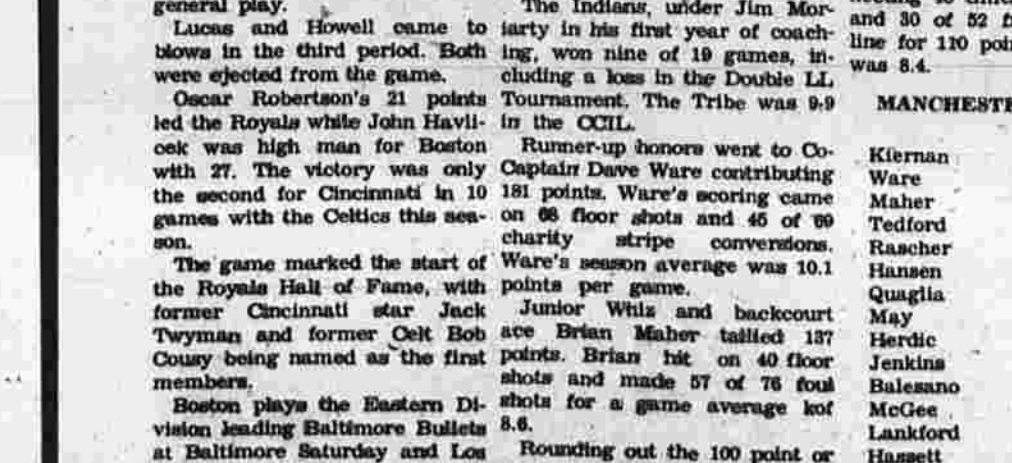 general play.
Lucas and Howell came to
blows in the third period. Both
were ejected from the game.
Oscar Robertson's 21 points
led the Royals while John Havli-
cek was high man for Boston
with 27. The victory was only
the second for Cincinnati in 10
games with the Celtics this sea-
son.
The game marked the start of
the Royals Hall of Fame, with
former Cincinnati star Jack
Twyman and former Celt Bob
Cousy being named as the first
members.
Boston plays the Eastern Di-
vision leading Baltimore Bullets
at Baltimore Saturday and Los
The Indians, under Jim Mor-
iarty in his first year of coach-
ing, won nine of 19 games, in-
cluding a loss in the Double LL
Tournament. The Tribe was 9-9
in the CCIL.
Runner-up honors went to Co-
Captain Dave Ware contributing
181 points. Ware's scoring came
on 68 floor shots and 45 of 69
charity stripe conversions.
Ware's season average was 10.1
points per game.
Junior Whiz and backcourt
ace Brian Maher tallied 137
points. Brian hit on 40 floor
shots and made 57 of 76 foul
shots for a game average kof
8.6.
Rounding out the 100 point or
and 30 of 52
line for 110
was 8.4.
MANCHESTE
Kiernan
Ware
Maher
Tedford
Rascher
Hansen
Quaglia
May
Herdic
Jenkins
Balesano
McGee
Lankford
Hassett